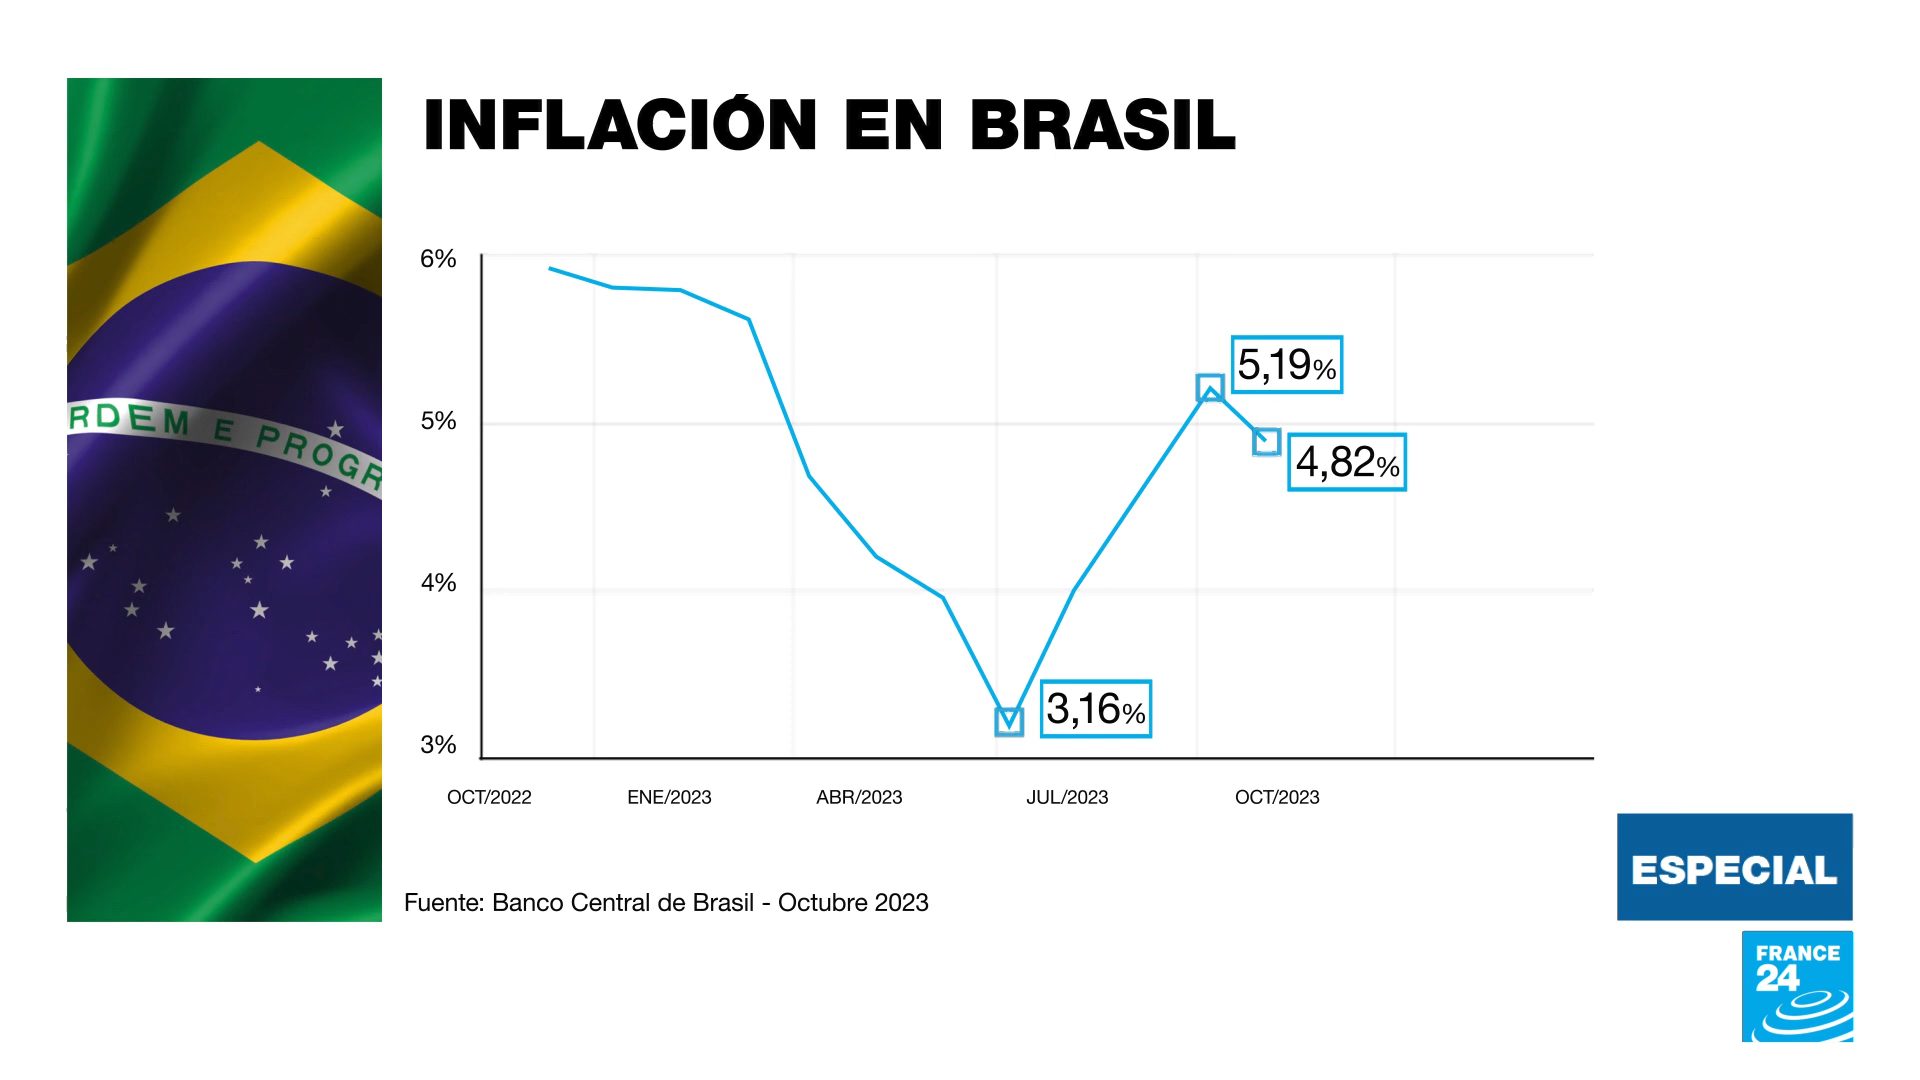 INFLACIÓN EN BRASIL
RDEM E PROGR
6%
5%
4%
3%
5,19%
4,82%
3,16%
OCT/2022
ENE/2023
ABR/2023
JUL/2023
OCT/2023
Fuente: Banco Central de Brasil - Octubre 2023
ESPECIAL
FRANCE
24